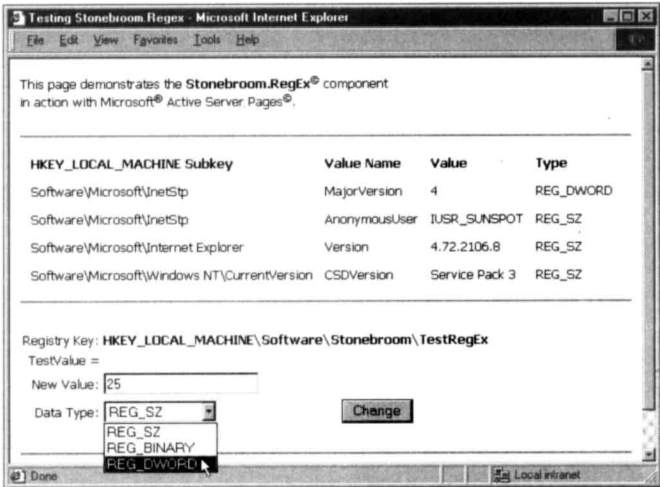 Testing Stonebroom.Regex - Microsoft Internet Explorer
File Edit View Favorites Tools Help
This page demonstrates the Stonebroom.RegEx© component
in action with Microsoft® Active Server Pages©.
HKEY_LOCAL_MACHINE Subkey Value Name Value Type
Software\Microsoft\InetStp MajorVersion 4 REG_DWORD
Software\Microsoft\InetStp AnonymousUser IUSR_SUNSPOT REG_SZ
Software\Microsoft\Internet Explorer Version 4.72.2106.8 REG_SZ
Software\Microsoft\Windows NT\CurrentVersion CSDVersion Service Pack 3 REG_SZ
Registry Key: HKEY_LOCAL_MACHINE\Software\Stonebroom\TestRegEx
TestValue =
New Value: 25
Data Type: REG_SZ Change
REG_SZ
REG_BINARY
REG_DWORD
Done Local intranet